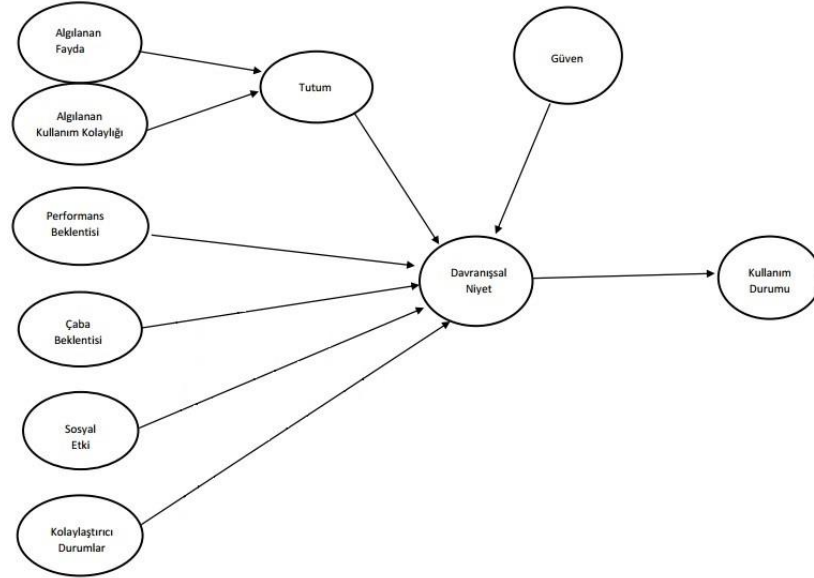 Algılanan
Fayda
Algılanan
Kullanım Kolaylığı
Tutum
Güven
Performans
Beklentisi
Davranışsal
Niyet
Kullanım
Durumu
Çaba
Beklentisi
Sosyal
Etki
Kolaylaştırıcı
Durumlar